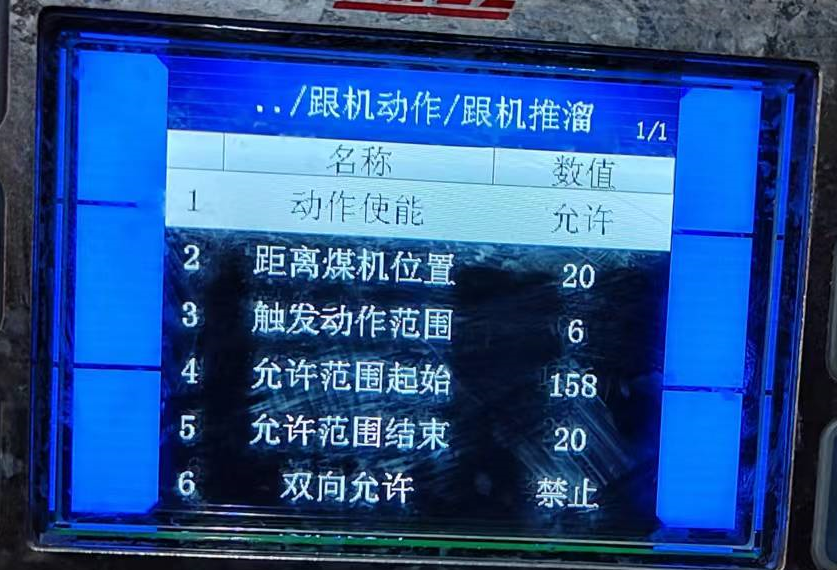 ../跟机动作/跟机推溜 1/1
名称 数值
1 动作使能 允许
2 距离煤机位置 20
3 触发动作范围 6
4 允许范围起始 158
5 允许范围结束 20
6 双向允许 禁止